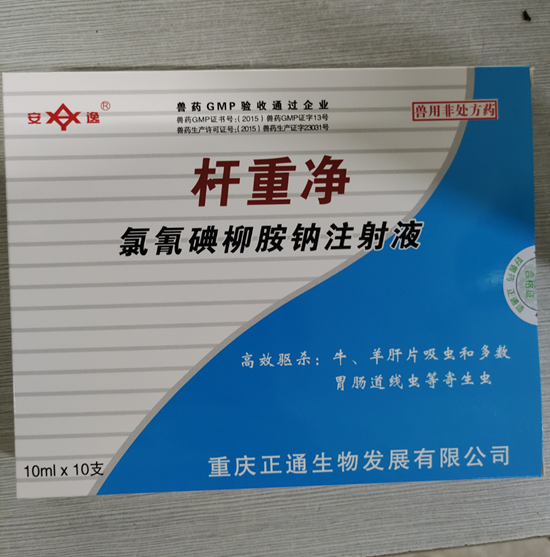 安 逸 ®
兽药GMP验收通过企业
兽药GMP证书号:(2015) 兽药GMP证字13号
兽药生产许可证号:(2015) 兽药生产证字23031号
兽用非处方药
杆重净
氯氰碘柳胺钠注射液
合格证
高效驱杀: 牛、羊肝片吸虫和多数
胃肠道线虫等寄生虫
10ml x 10支
重庆正通生物发展有限公司